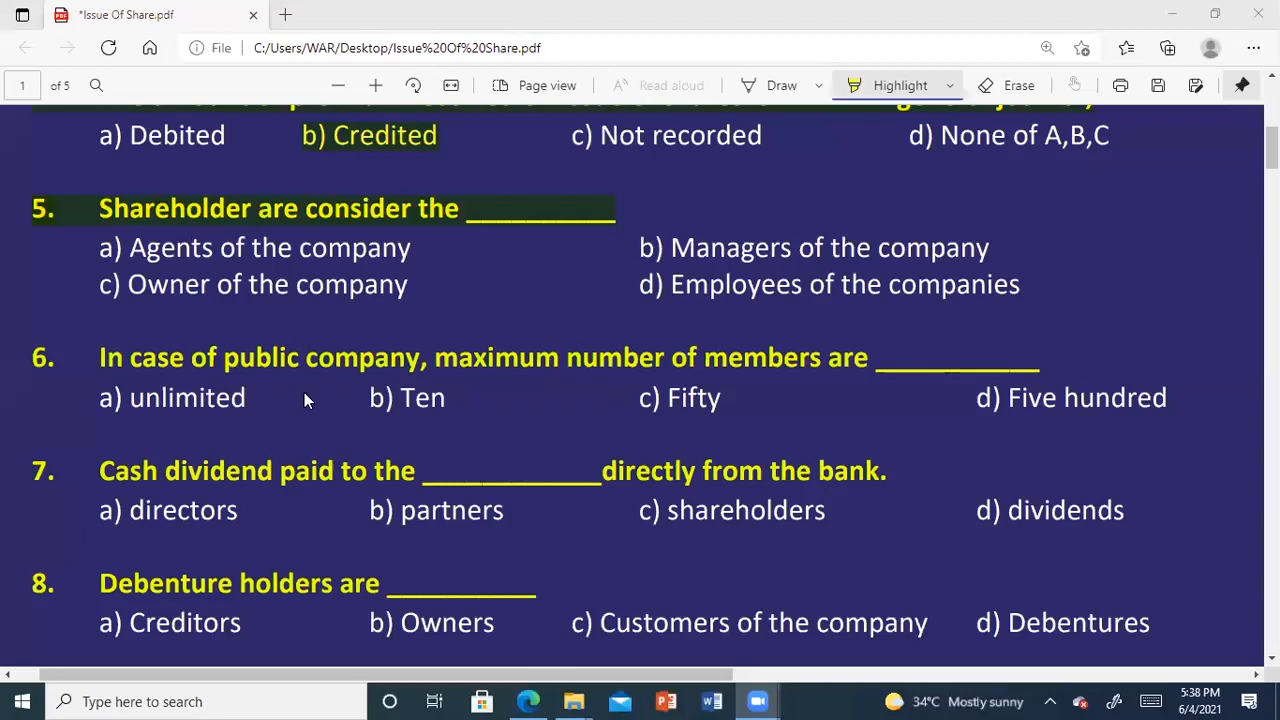 *Issue Of Share.pdf
File C:/Users/WAR/Desktop/Issue%20Of%20Share.pdf
1 of 5 Page view Read aloud Draw Highlight Erase
a) Debited b) Credited c) Not recorded d) None of A,B,C
5. Shareholder are consider the __________
a) Agents of the company b) Managers of the company
c) Owner of the company d) Employees of the companies
6. In case of public company, maximum number of members are ___________
a) unlimited b) Ten c) Fifty d) Five hundred
7. Cash dividend paid to the ____________directly from the bank.
a) directors b) partners c) shareholders d) dividends
8. Debenture holders are __________
a) Creditors b) Owners c) Customers of the company d) Debentures
Type here to search 34°C Mostly sunny 5:38 PM
6/4/2021